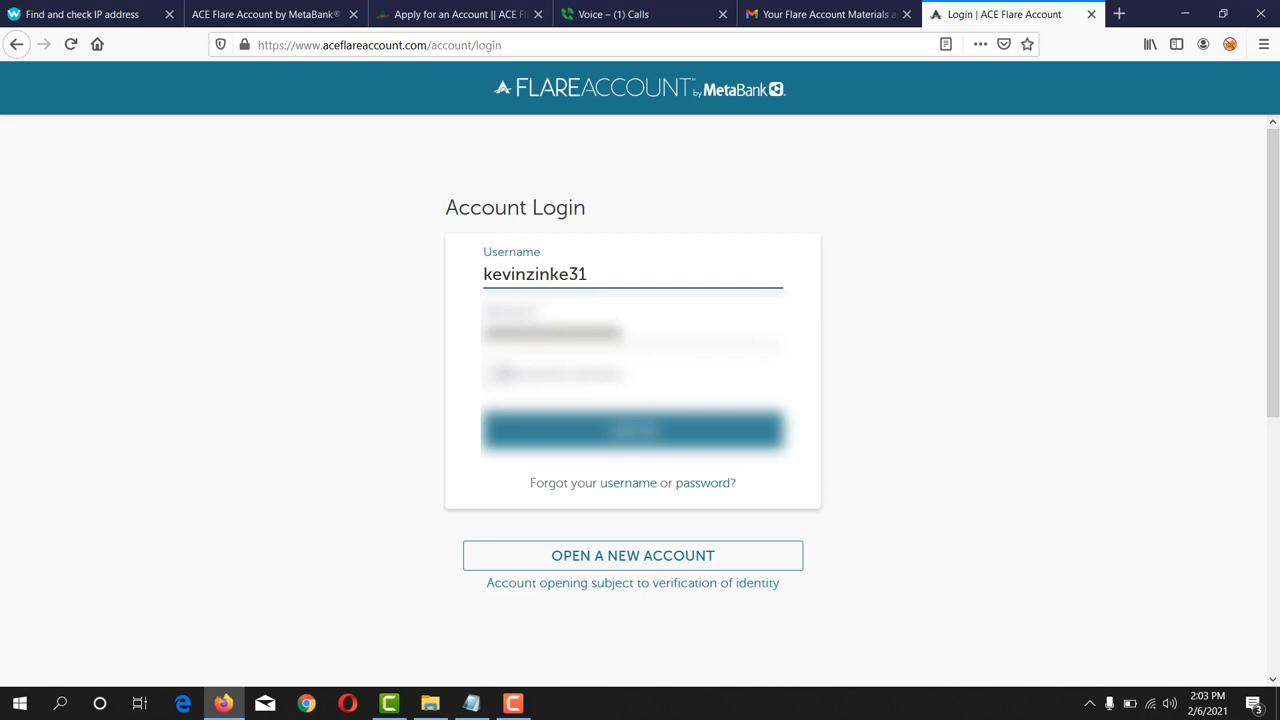 Find and check IP address
ACE Flare Account by MetaBank®
Apply for an Account || ACE Fl
Voice – (1) Calls
Your Flare Account Materials a
Login | ACE Flare Account
https://www.aceflareaccount.com/account/login
FLAREACCOUNT™ by MetaBank®
Account Login
Username
kevinzinke31
Forgot your username or password?
OPEN A NEW ACCOUNT
Account opening subject to verification of identity
2:03 PM
2/6/2021
3